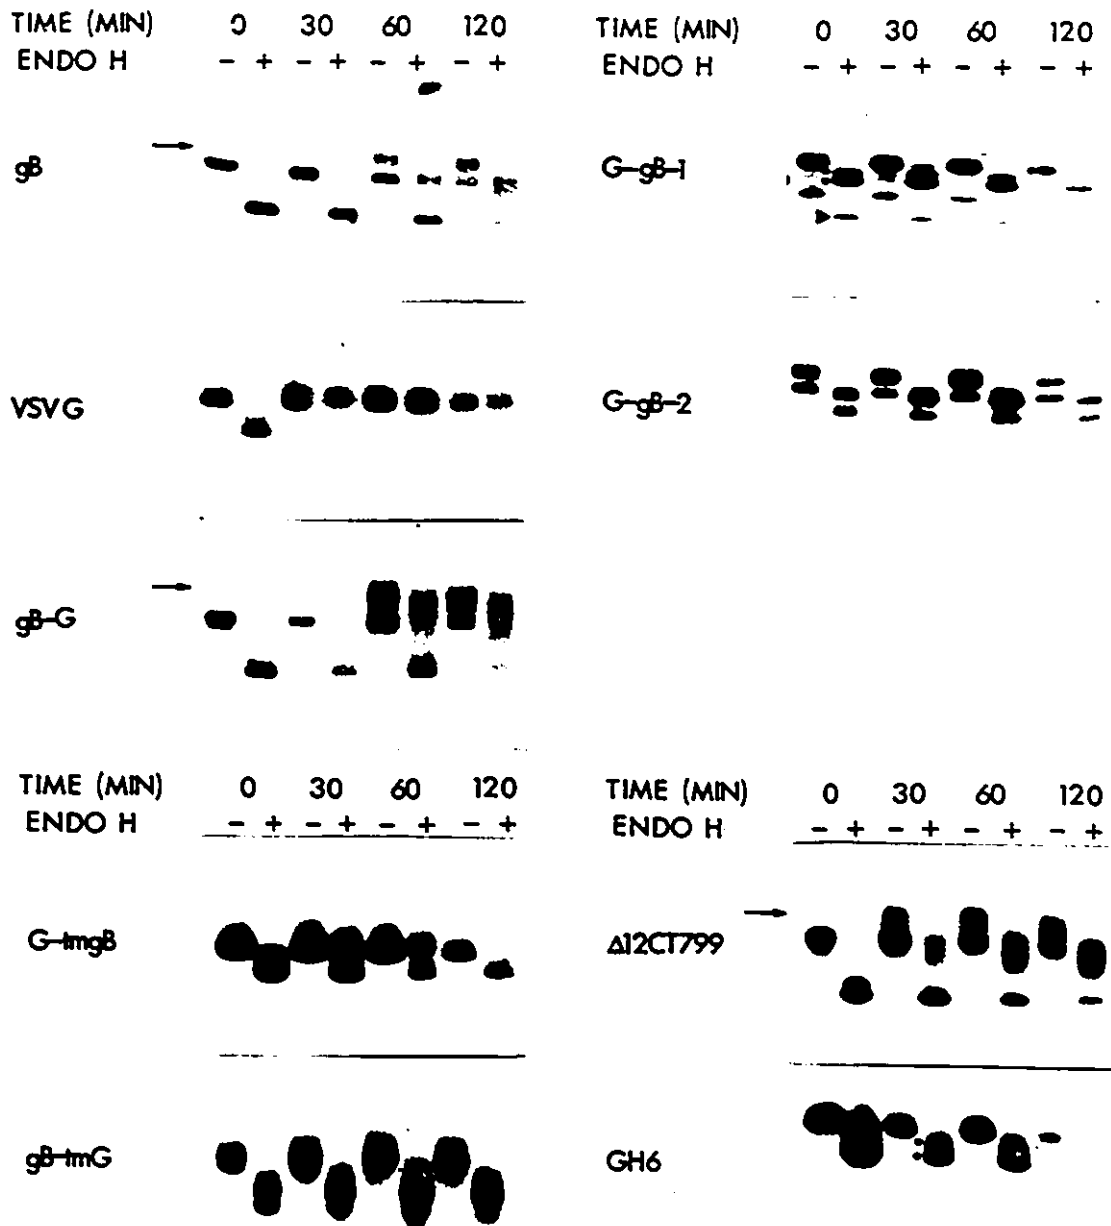 TIME (MIN) 0 30 60 120
ENDO H - + - + - + - +
gB
VSV G
gB-G
TIME (MIN) 0 30 60 120
ENDO H - + - + - + - +
G-gB-1
G-gB-2
TIME (MIN) 0 30 60 120
ENDO H - + - + - + - +
G-tmgB
gB-tmG
TIME (MIN) 0 30 60 120
ENDO H - + - + - + - +
Δ12CT799
GH6